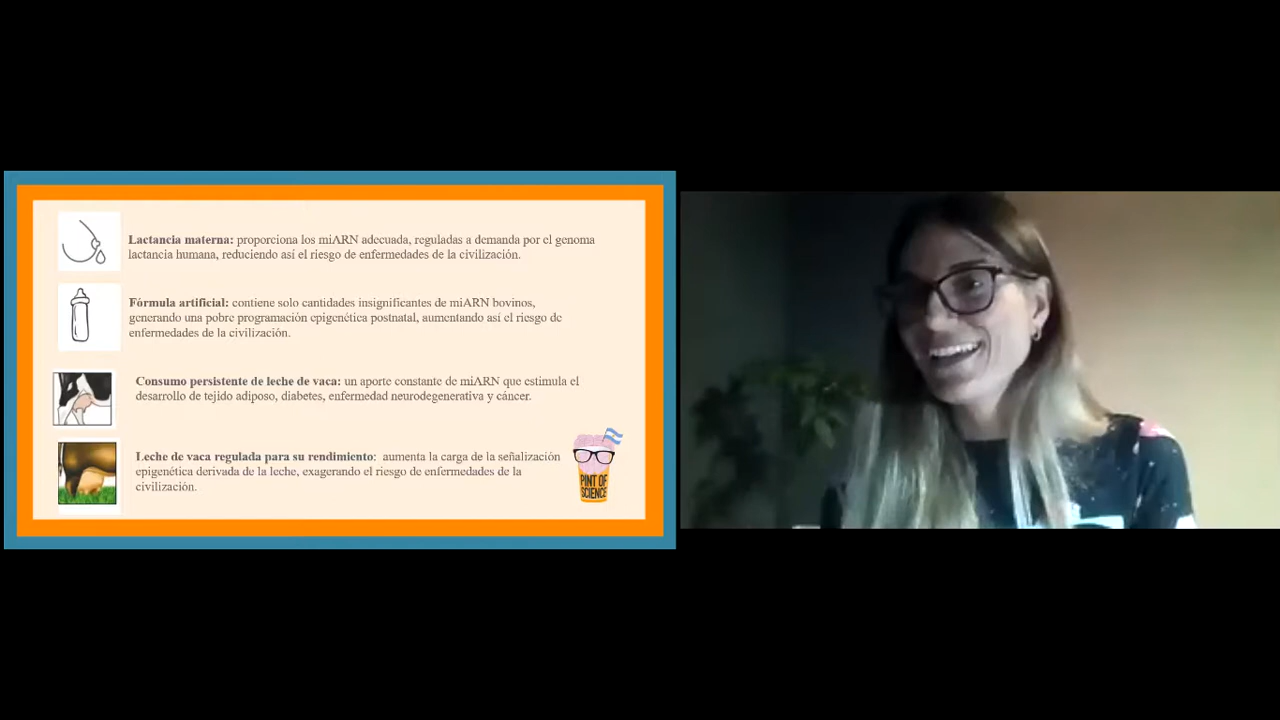 Lactancia materna: proporciona los miARN adecuada, reguladas a demanda por el genoma
lactancia humana, reduciendo así el riesgo de enfermedades de la civilización.
Fórmula artificial: contiene solo cantidades insignificantes de miARN bovinos,
generando una pobre programación epigenética postnatal, aumentando así el riesgo de
enfermedades de la civilización.
Consumo persistente de leche de vaca: un aporte constante de miARN que estimula el
desarrollo de tejido adiposo, diabetes, enfermedad neurodegenerativa y cáncer.
Leche de vaca regulada para su rendimiento: aumenta la carga de la señalización
epigenética derivada de la leche, exagerando el riesgo de enfermedades de la
civilización.
PINT OF
SCIENCE